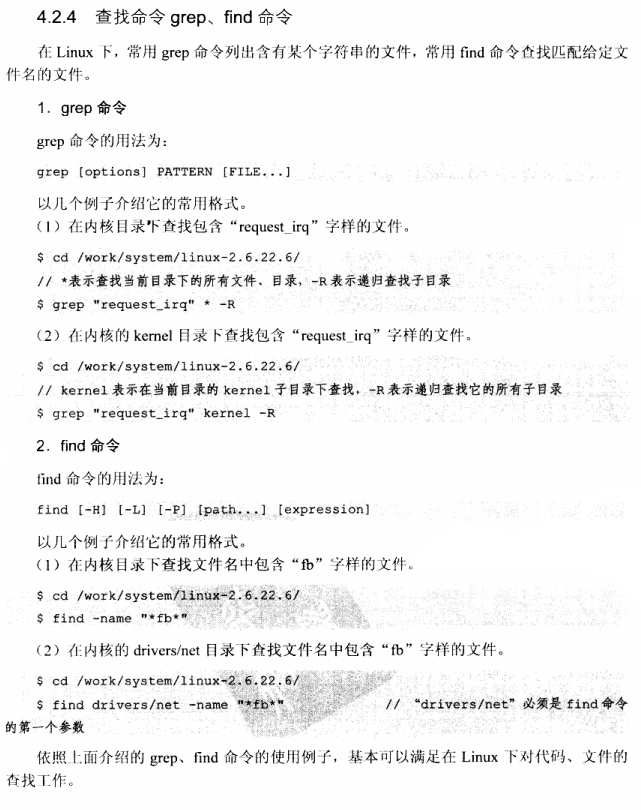 4.2.4 查找命令 grep、find 命令
在 Linux 下，常用 grep 命令列出含有某个字符串的文件，常用 find 命令查找匹配给定文
件名的文件。
1．grep 命令
grep 命令的用法为：
grep [options] PATTERN [FILE...]
以几个例子介绍它的常用格式。
（1）在内核目录下查找包含“request_irq”字样的文件。
$ cd /work/system/linux-2.6.22.6/
// *表示查找当前目录下的所有文件、目录，-R 表示递归查找子目录
$ grep "request_irq" * -R
（2）在内核的 kernel 目录下查找包含“request_irq”字样的文件。
$ cd /work/system/linux-2.6.22.6/
// kernel 表示在当前目录的 kernel 子目录下查找，-R 表示递归查找它的所有子目录
$ grep "request_irq" kernel -R
2．find 命令
find 命令的用法为：
find [-H] [-L] [-P] [path...] [expression]
以几个例子介绍它的常用格式。
（1）在内核目录下查找文件名中包含“fb”字样的文件。
$ cd /work/system/linux-2.6.22.6/
$ find -name "*fb*"
（2）在内核的 drivers/net 目录下查找文件名中包含“fb”字样的文件。
$ cd /work/system/linux-2.6.22.6/
$ find drivers/net -name "*fb*" // “drivers/net”必须是 find 命令
的第一个参数
依照上面介绍的 grep、find 命令的使用例子，基本可以满足在 Linux 下对代码、文件的
查找工作。